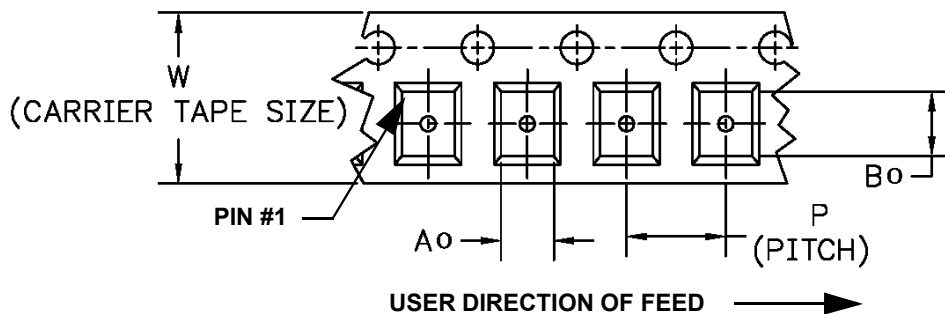 W
(CARRIER TAPE SIZE)
PIN #1
Ao
Bo
P
(PITCH)
USER DIRECTION OF FEED